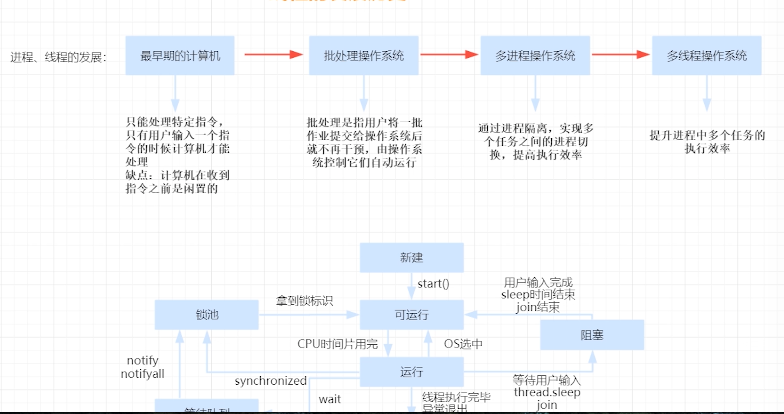 进程、线程的发展：
最早期的计算机
批处理操作系统
多进程操作系统
多线程操作系统
只能处理特定指令，
只有用户输入一个指
令的时候计算机才能
处理
缺点：计算机在收到
指令之前是闲置的
批处理是指用户将一批
作业提交给操作系统后
就不再干预，由操作系
统控制它们自动运行
通过进程隔离，实现多
个任务之间的进程切
换，提高执行效率
提升进程中多个任务的
执行效率
新建
start()
用户输入完成
sleep时间结束
join结束
锁池
拿到锁标识
可运行
阻塞
CPU时间片用完
OS选中
notify
notifyall
synchronized
运行
等待用户输入
thread.sleep
join
wait
线程执行完毕
异常退出
等待队列